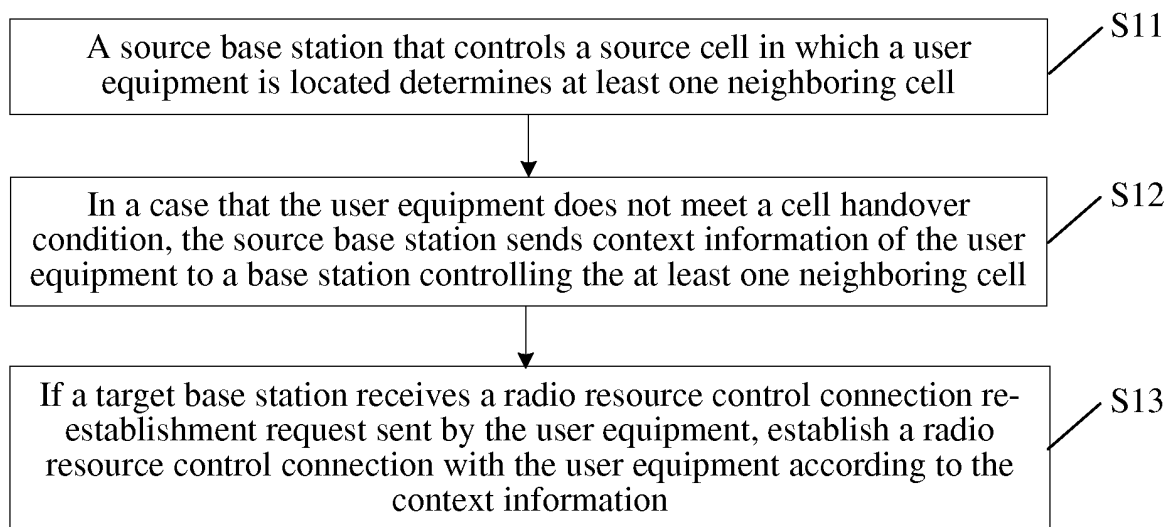 A source base station that controls a source cell in which a user
equipment is located determines at least one neighboring cell
S11
In a case that the user equipment does not meet a cell handover
condition, the source base station sends context information of the user
equipment to a base station controlling the at least one neighboring cell
S12
If a target base station receives a radio resource control connection re-
establishment request sent by the user equipment, establish a radio
resource control connection with the user equipment according to the
context information
S13